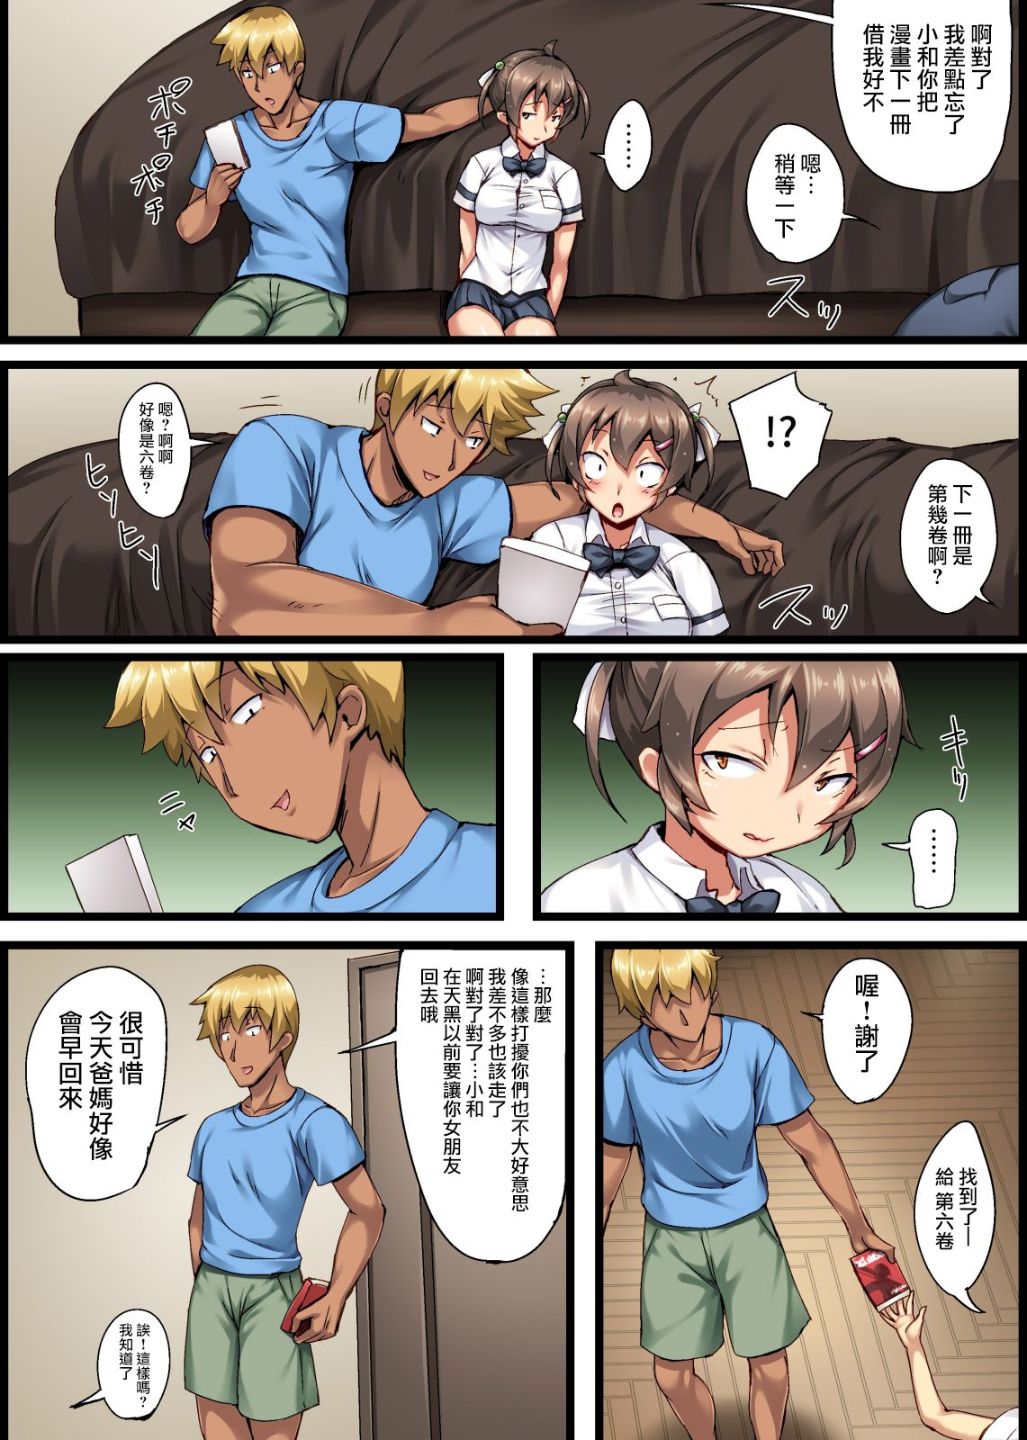 啊對了
我差點忘了
小和你把
漫畫下一冊
借我好不
嗯…
稍等一下
……
ポチポチ
スッ
!?
下一冊是
第幾卷啊?
嗯?啊啊
好像是六卷?
ヒソヒソ
スッ
キッ
……
ニャ
喔!謝了
找到了—
給 第六卷
…那麼
像這樣打擾你們也不大好意思
我差不多也該走了
啊對了對了…小和
在天黑以前要讓你女朋友
回去哦
很可惜
今天爸媽好像
會早回來
誒!這樣嗎?
我知道了